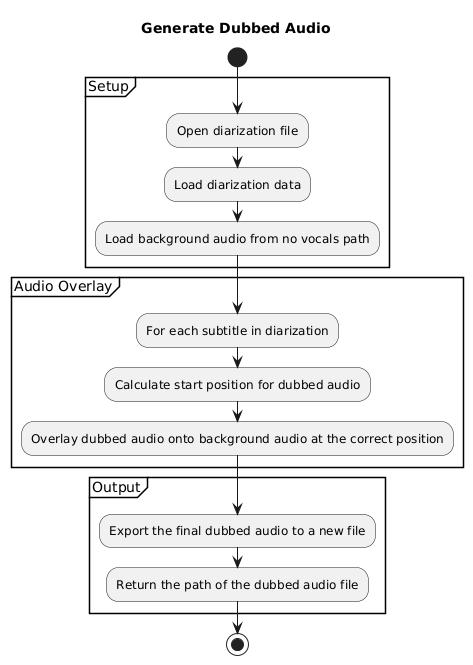 Generate Dubbed Audio
Setup
Open diarization file
Load diarization data
Load background audio from no vocals path
Audio Overlay
For each subtitle in diarization
Calculate start position for dubbed audio
Overlay dubbed audio onto background audio at the correct position
Output
Export the final dubbed audio to a new file
Return the path of the dubbed audio file